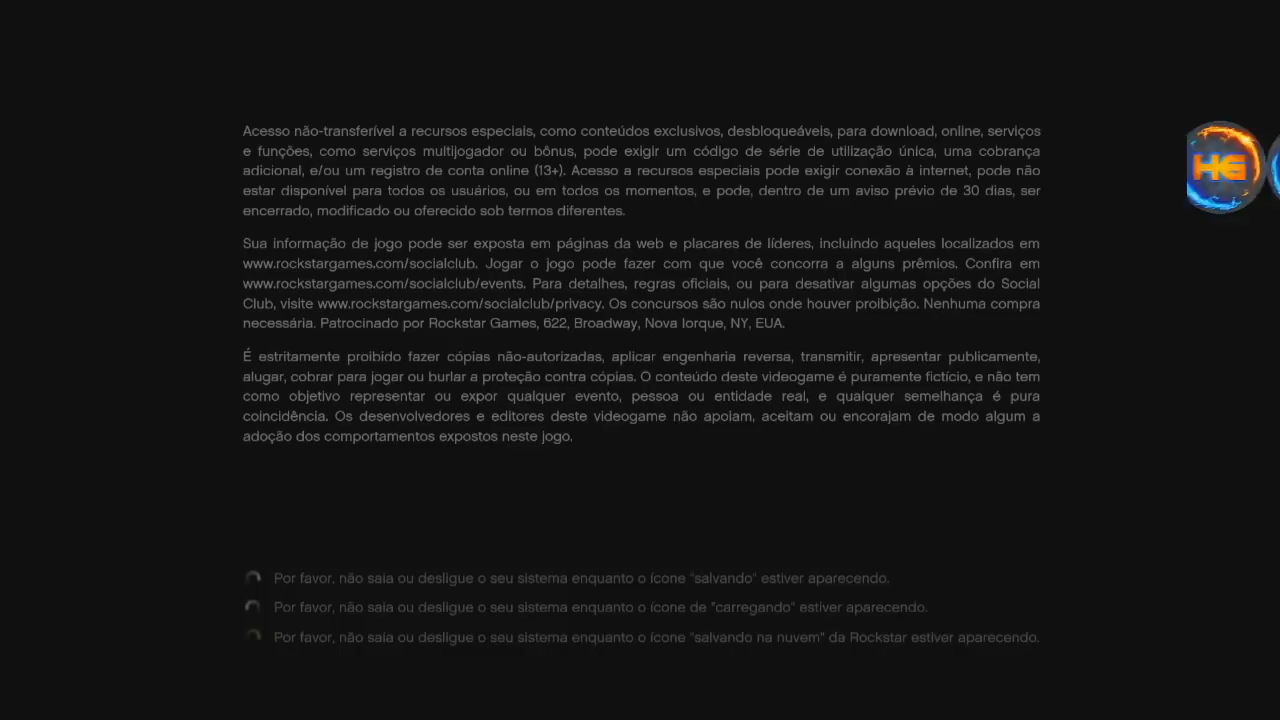 Acesso não-transferível a recursos especiais, como conteúdos exclusivos, desbloqueáveis, para download, online, serviços
e funções, como serviços multijogador ou bônus, pode exigir um código de série de utilização única, uma cobrança
adicional, e/ou um registro de conta online (13+). Acesso a recursos especiais pode exigir conexão à internet, pode não
estar disponível para todos os usuários, ou em todos os momentos, e pode, dentro de um aviso prévio de 30 dias, ser
encerrado, modificado ou oferecido sob termos diferentes.
HG
Sua informação de jogo pode ser exposta em páginas da web e placares de líderes, incluindo aqueles localizados em
www.rockstargames.com/socialclub. Jogar o jogo pode fazer com que você concorra a alguns prêmios. Confira em
www.rockstargames.com/socialclub/events. Para detalhes, regras oficiais, ou para desativar algumas opções do Social
Club, visite www.rockstargames.com/socialclub/privacy. Os concursos são nulos onde houver proibição. Nenhuma compra
necessária. Patrocinado por Rockstar Games, 622, Broadway, Nova Iorque, NY, EUA.
É estritamente proibido fazer cópias não-autorizadas, aplicar engenharia reversa, transmitir, apresentar publicamente,
alugar, cobrar para jogar ou burlar a proteção contra cópias. O conteúdo deste videogame é puramente fictício, e não tem
como objetivo representar ou expor qualquer evento, pessoa ou entidade real, e qualquer semelhança é pura
coincidência. Os desenvolvedores e editores deste videogame não apoiam, aceitam ou encorajam de modo algum a
adoção dos comportamentos expostos neste jogo.
Por favor, não saia ou desligue o seu sistema enquanto o ícone "salvando" estiver aparecendo.
Por favor, não saia ou desligue o seu sistema enquanto o ícone de "carregando" estiver aparecendo.
Por favor, não saia ou desligue o seu sistema enquanto o ícone "salvando na nuvem" da Rockstar estiver aparecendo.